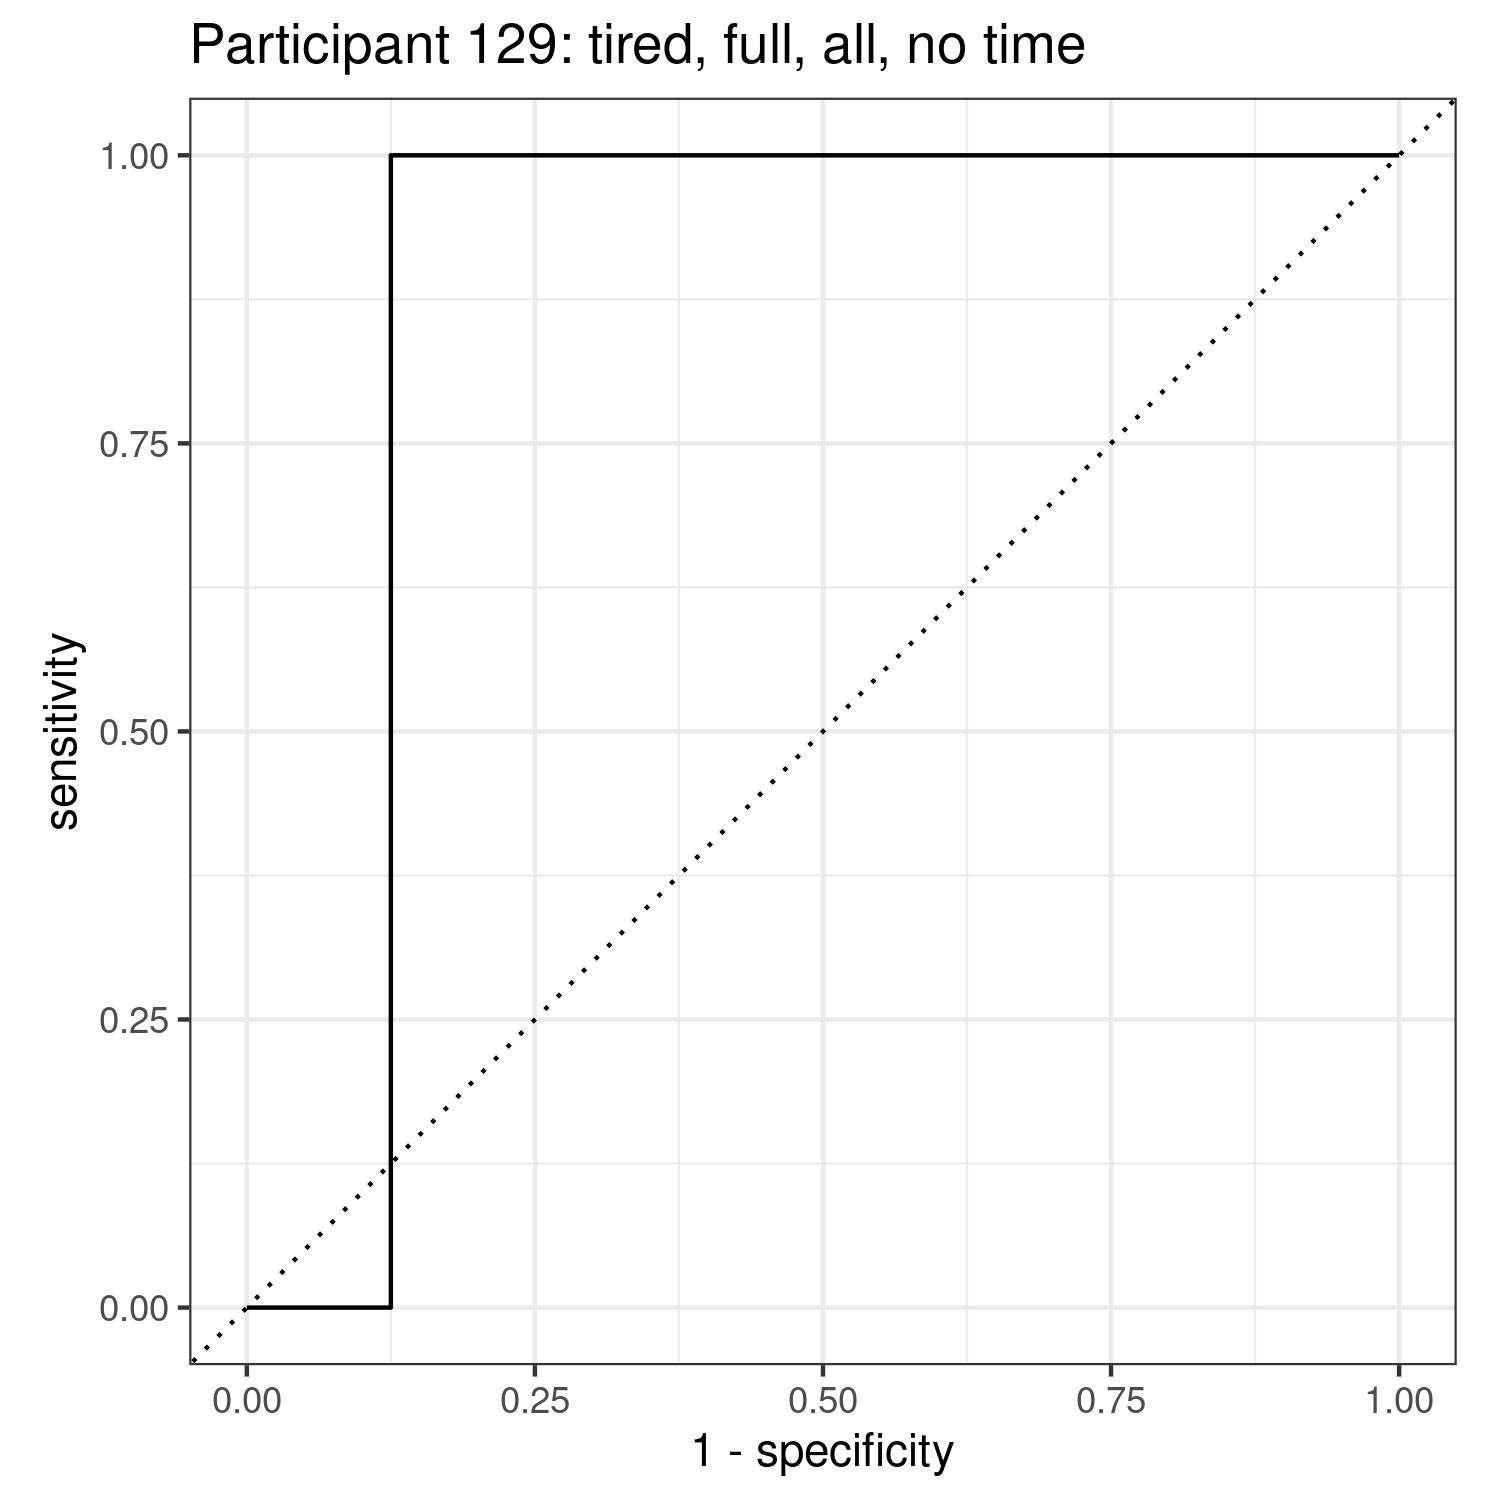 Participant 129: tired, full, all, no time
1.00
0.75
0.50
0.25
0.00
sensitivity
0.00 0.25 0.50 0.75 1.00
1 - specificity